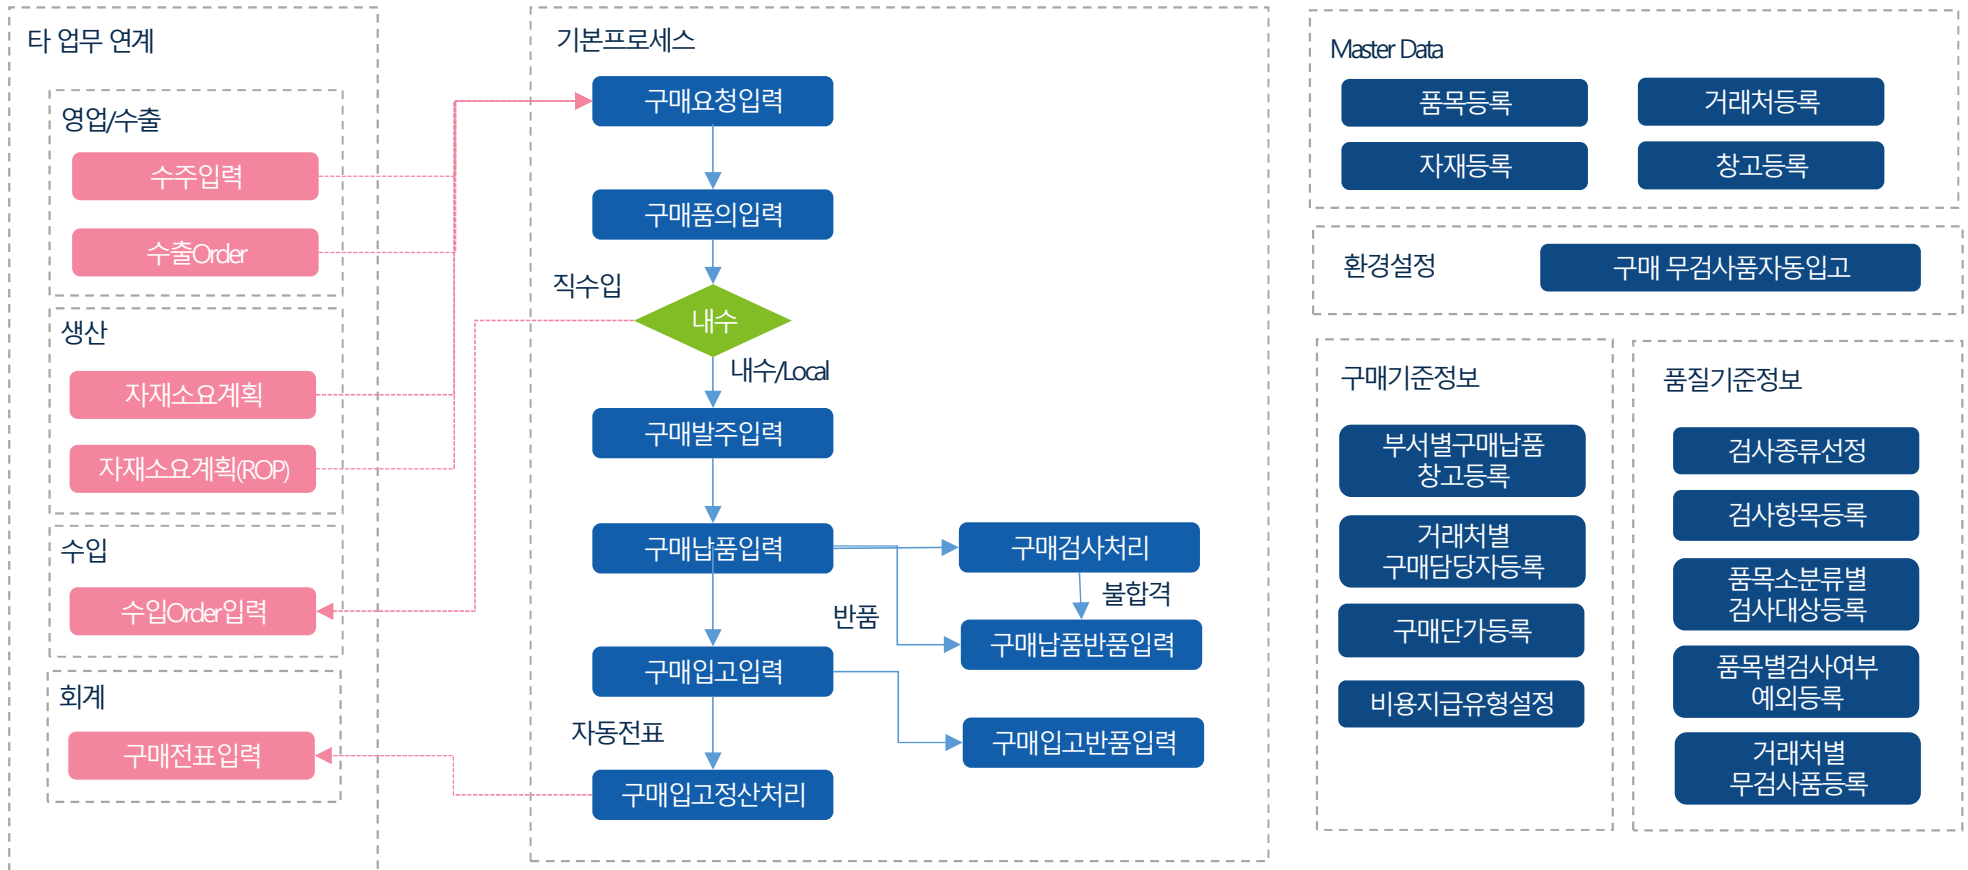 타 업무 연계
영업/수출
수주입력
수출Order
생산
자재소요계획
자재소요계획(ROP)
수입
수입Order입력
회계
구매전표입력
기본프로세스
구매요청입력
구매품의입력
직수입
내수
내수/Local
구매발주입력
구매납품입력
구매검사처리
불합격
반품
구매납품반품입력
구매입고입력
자동전표
구매입고반품입력
구매입고정산처리
Master Data
품목등록
거래처등록
자재등록
창고등록
환경설정
구매 무검사품자동입고
구매기준정보
부서별구매납품
창고등록
거래처별
구매담당자등록
구매단가등록
비용지급유형설정
품질기준정보
검사종류선정
검사항목등록
품목소분류별
검사대상등록
품목별검사여부
예외등록
거래처별
무검사품등록